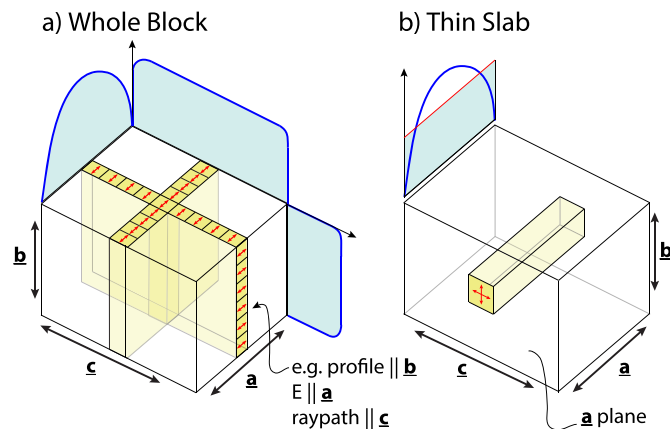 a) Whole Block
b) Thin Slab
b
c
a
e.g. profile || b
E || a
raypath || c
b
c
a
a plane